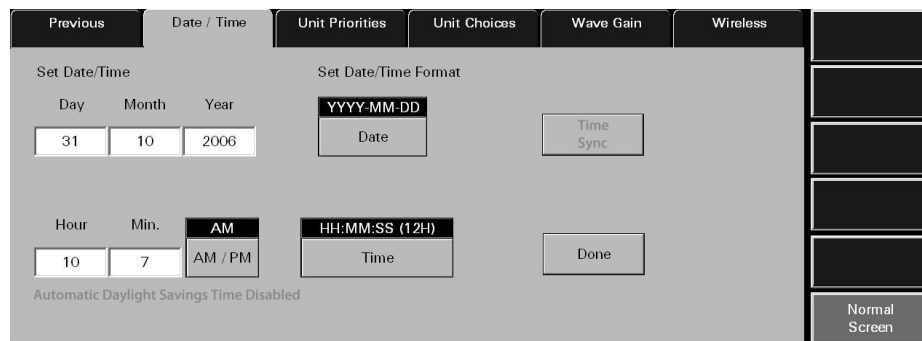 Previous
Date / Time
Unit Priorities
Unit Choices
Wave Gain
Wireless
Set Date/Time
Set Date/Time Format
Day Month Year
YYYY-MM-DD
31 10 2006
Date
Time
Sync
Hour Min. AM
HH:MM:SS (12H)
10 7 AM / PM
Time
Done
Automatic Daylight Savings Time Disabled
Normal
Screen